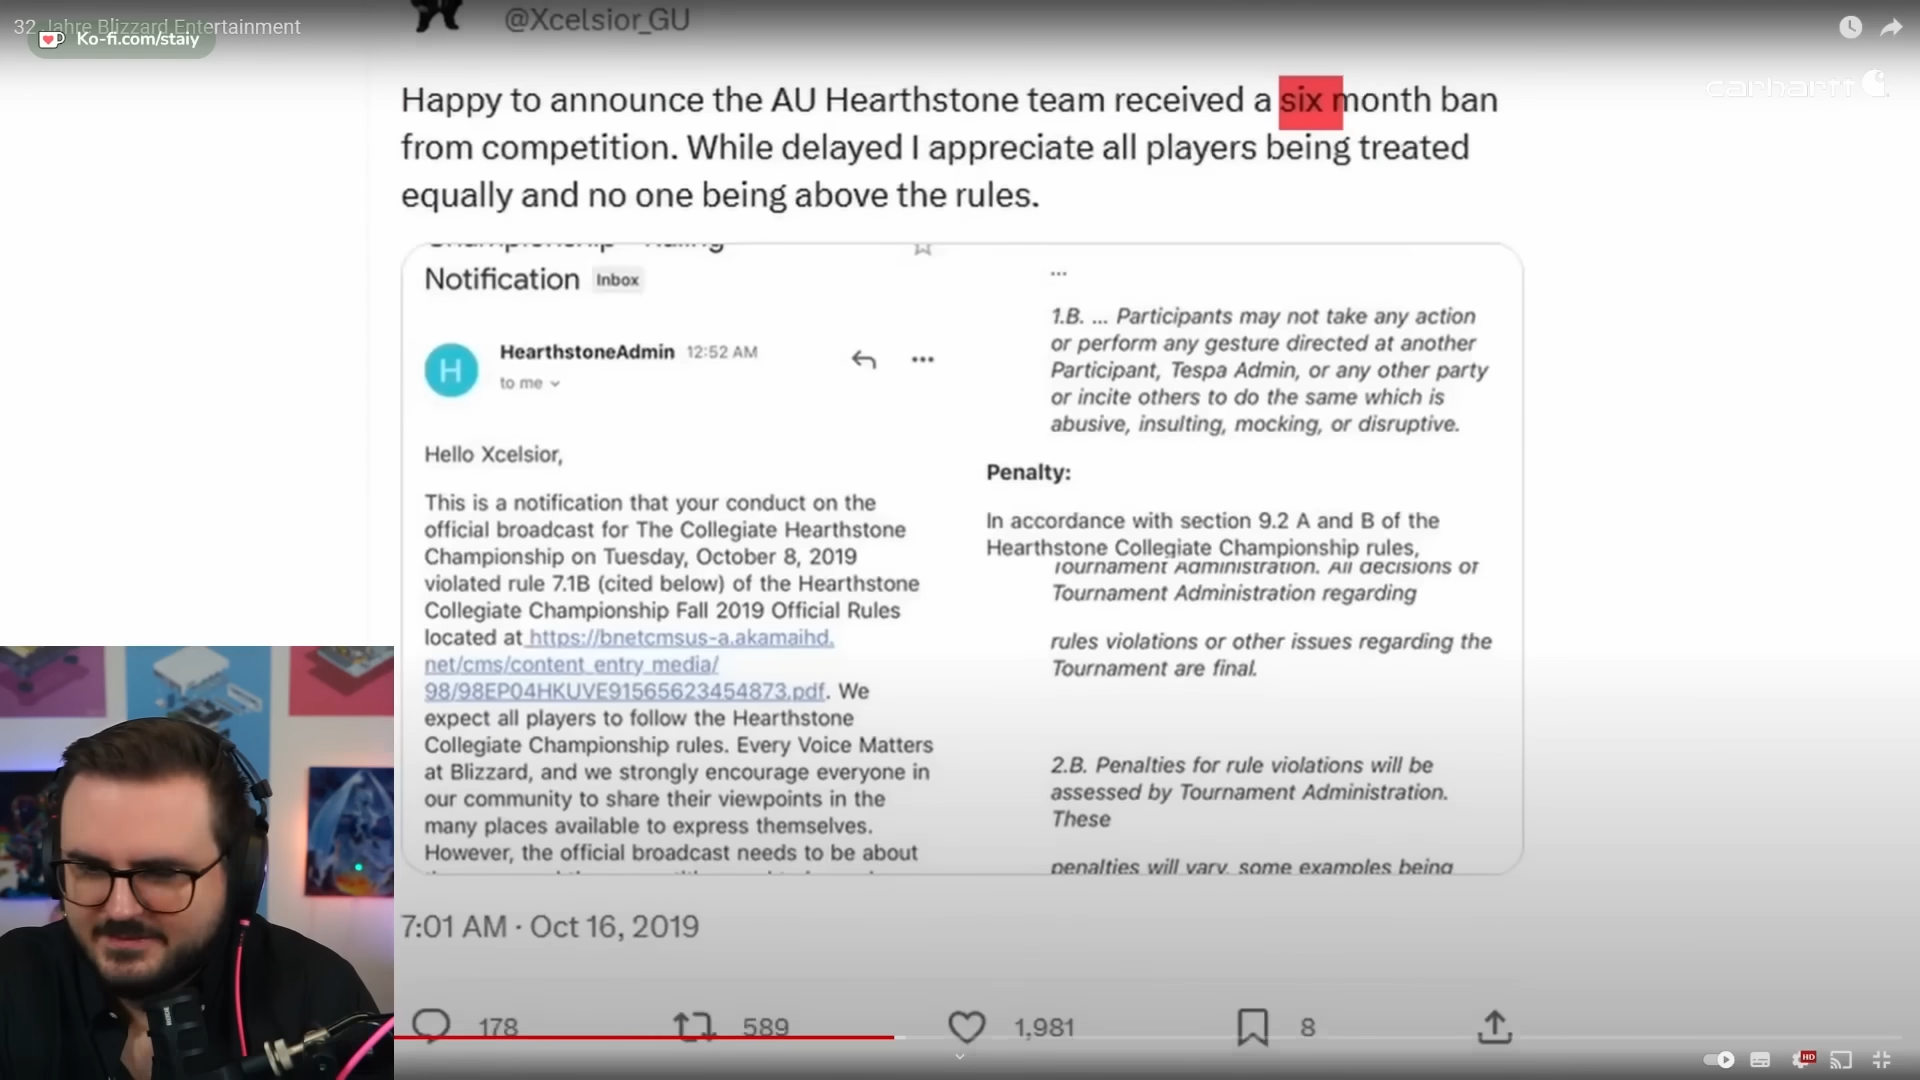 32 Jahre Blizzard Entertainment
Ko-fi.com/staiy
@Xcelsior_GU
carhartt
Happy to announce the AU Hearthstone team received a six month ban
from competition. While delayed I appreciate all players being treated
equally and no one being above the rules.
Notification Inbox
HearthstoneAdmin 12:52 AM
to me
Hello Xcelsior,
This is a notification that your conduct on the
official broadcast for The Collegiate Hearthstone
Championship on Tuesday, October 8, 2019
violated rule 7.1B (cited below) of the Hearthstone
Collegiate Championship Fall 2019 Official Rules
located at https://bnetcmsus-a.akamaihd.
net/cms/content_entry_media/
98/98EP04HKUVE91565623454873.pdf. We
expect all players to follow the Hearthstone
Collegiate Championship rules. Every Voice Matters
at Blizzard, and we strongly encourage everyone in
our community to share their viewpoints in the
many places available to express themselves.
However, the official broadcast needs to be about
...
1.B. ... Participants may not take any action
or perform any gesture directed at another
Participant, Tespa Admin, or any other party
or incite others to do the same which is
abusive, insulting, mocking, or disruptive.
Penalty:
In accordance with section 9.2 A and B of the
Hearthstone Collegiate Championship rules,
Tournament Administration. All decisions of
Tournament Administration regarding
rules violations or other issues regarding the
Tournament are final.
2.B. Penalties for rule violations will be
assessed by Tournament Administration.
These
penalties will vary, some examples being
7:01 AM · Oct 16, 2019
178 589 1,981 8
HD